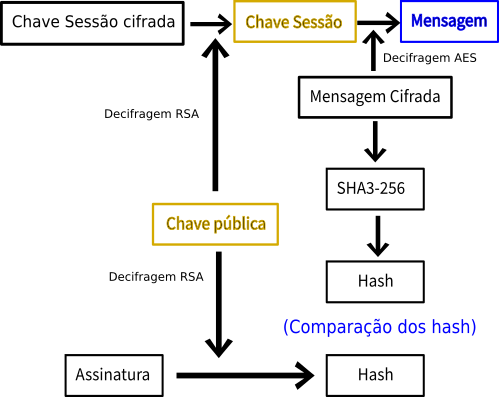 Chave Sessão cifrada
Chave Sessão
Mensagem
Decifragem AES
Mensagem Cifrada
Decifragem RSA
SHA3-256
Chave pública
Hash
Decifragem RSA
(Comparação dos hash)
Assinatura
Hash